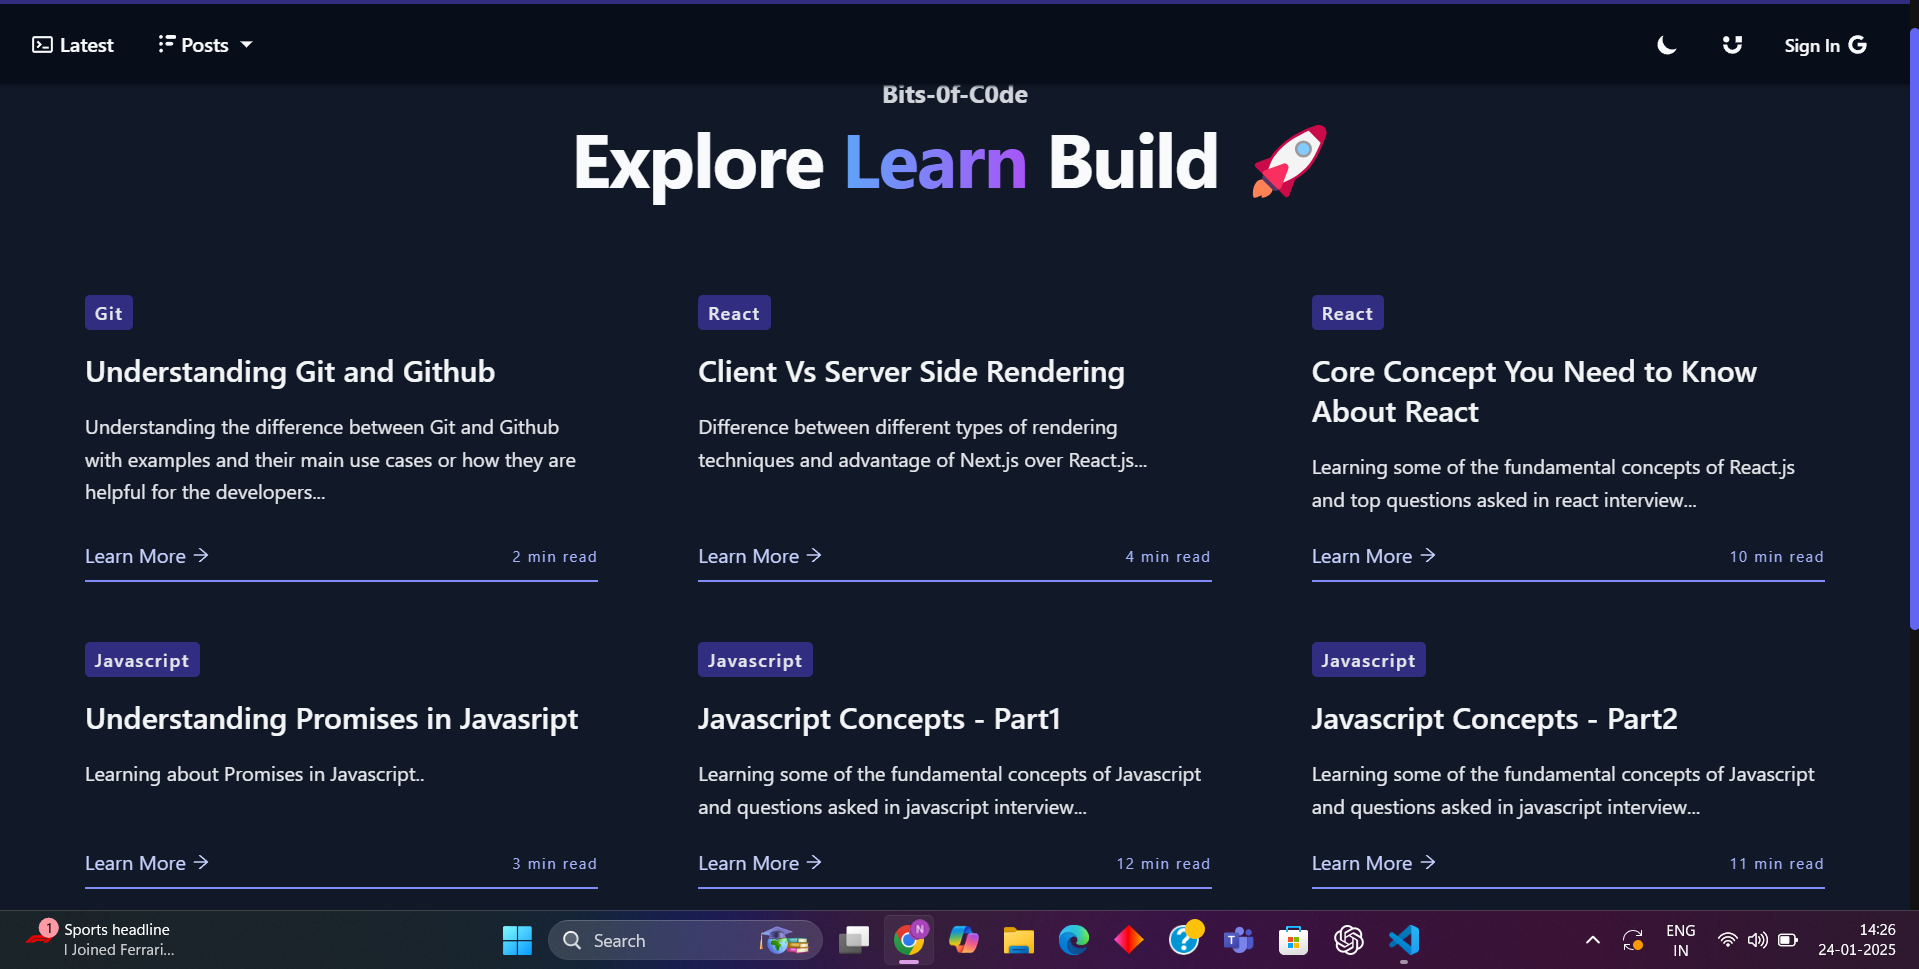 Latest
Posts
Sign In G
Bits-0f-C0de
Explore Learn Build
Git
Understanding Git and Github
Understanding the difference between Git and Github
with examples and their main use cases or how they are
helpful for the developers...
Learn More →
2 min read
React
Client Vs Server Side Rendering
Difference between different types of rendering
techniques and advantage of Next.js over React.js...
Learn More →
4 min read
React
Core Concept You Need to Know
About React
Learning some of the fundamental concepts of React.js
and top questions asked in react interview...
Learn More →
10 min read
Javascript
Understanding Promises in Javasript
Learning about Promises in Javascript..
Learn More →
3 min read
Javascript
Javascript Concepts - Part1
Learning some of the fundamental concepts of Javascript
and questions asked in javascript interview...
Learn More →
12 min read
Javascript
Javascript Concepts - Part2
Learning some of the fundamental concepts of Javascript
and questions asked in javascript interview...
Learn More →
11 min read
1
Sports headline
I Joined Ferrari...
Search
N
T
ENG
IN
14:26
24-01-2025